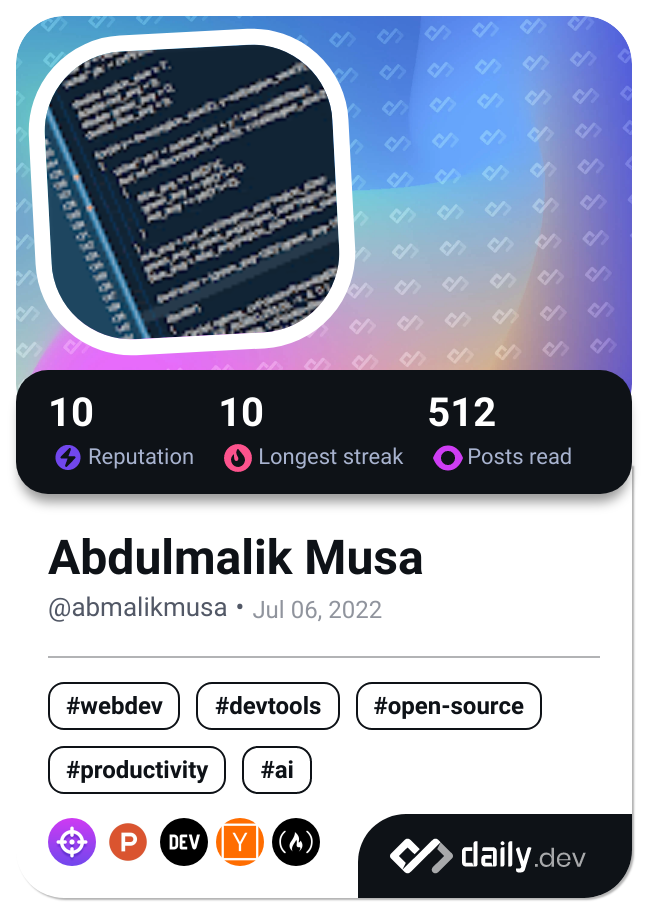 10 10 512
Reputation Longest streak Posts read
Abdulmalik Musa
@abmalikmusa • Jul 06, 2022
#webdev #devtools #open-source
#productivity #ai
P DEV Y
daily.dev